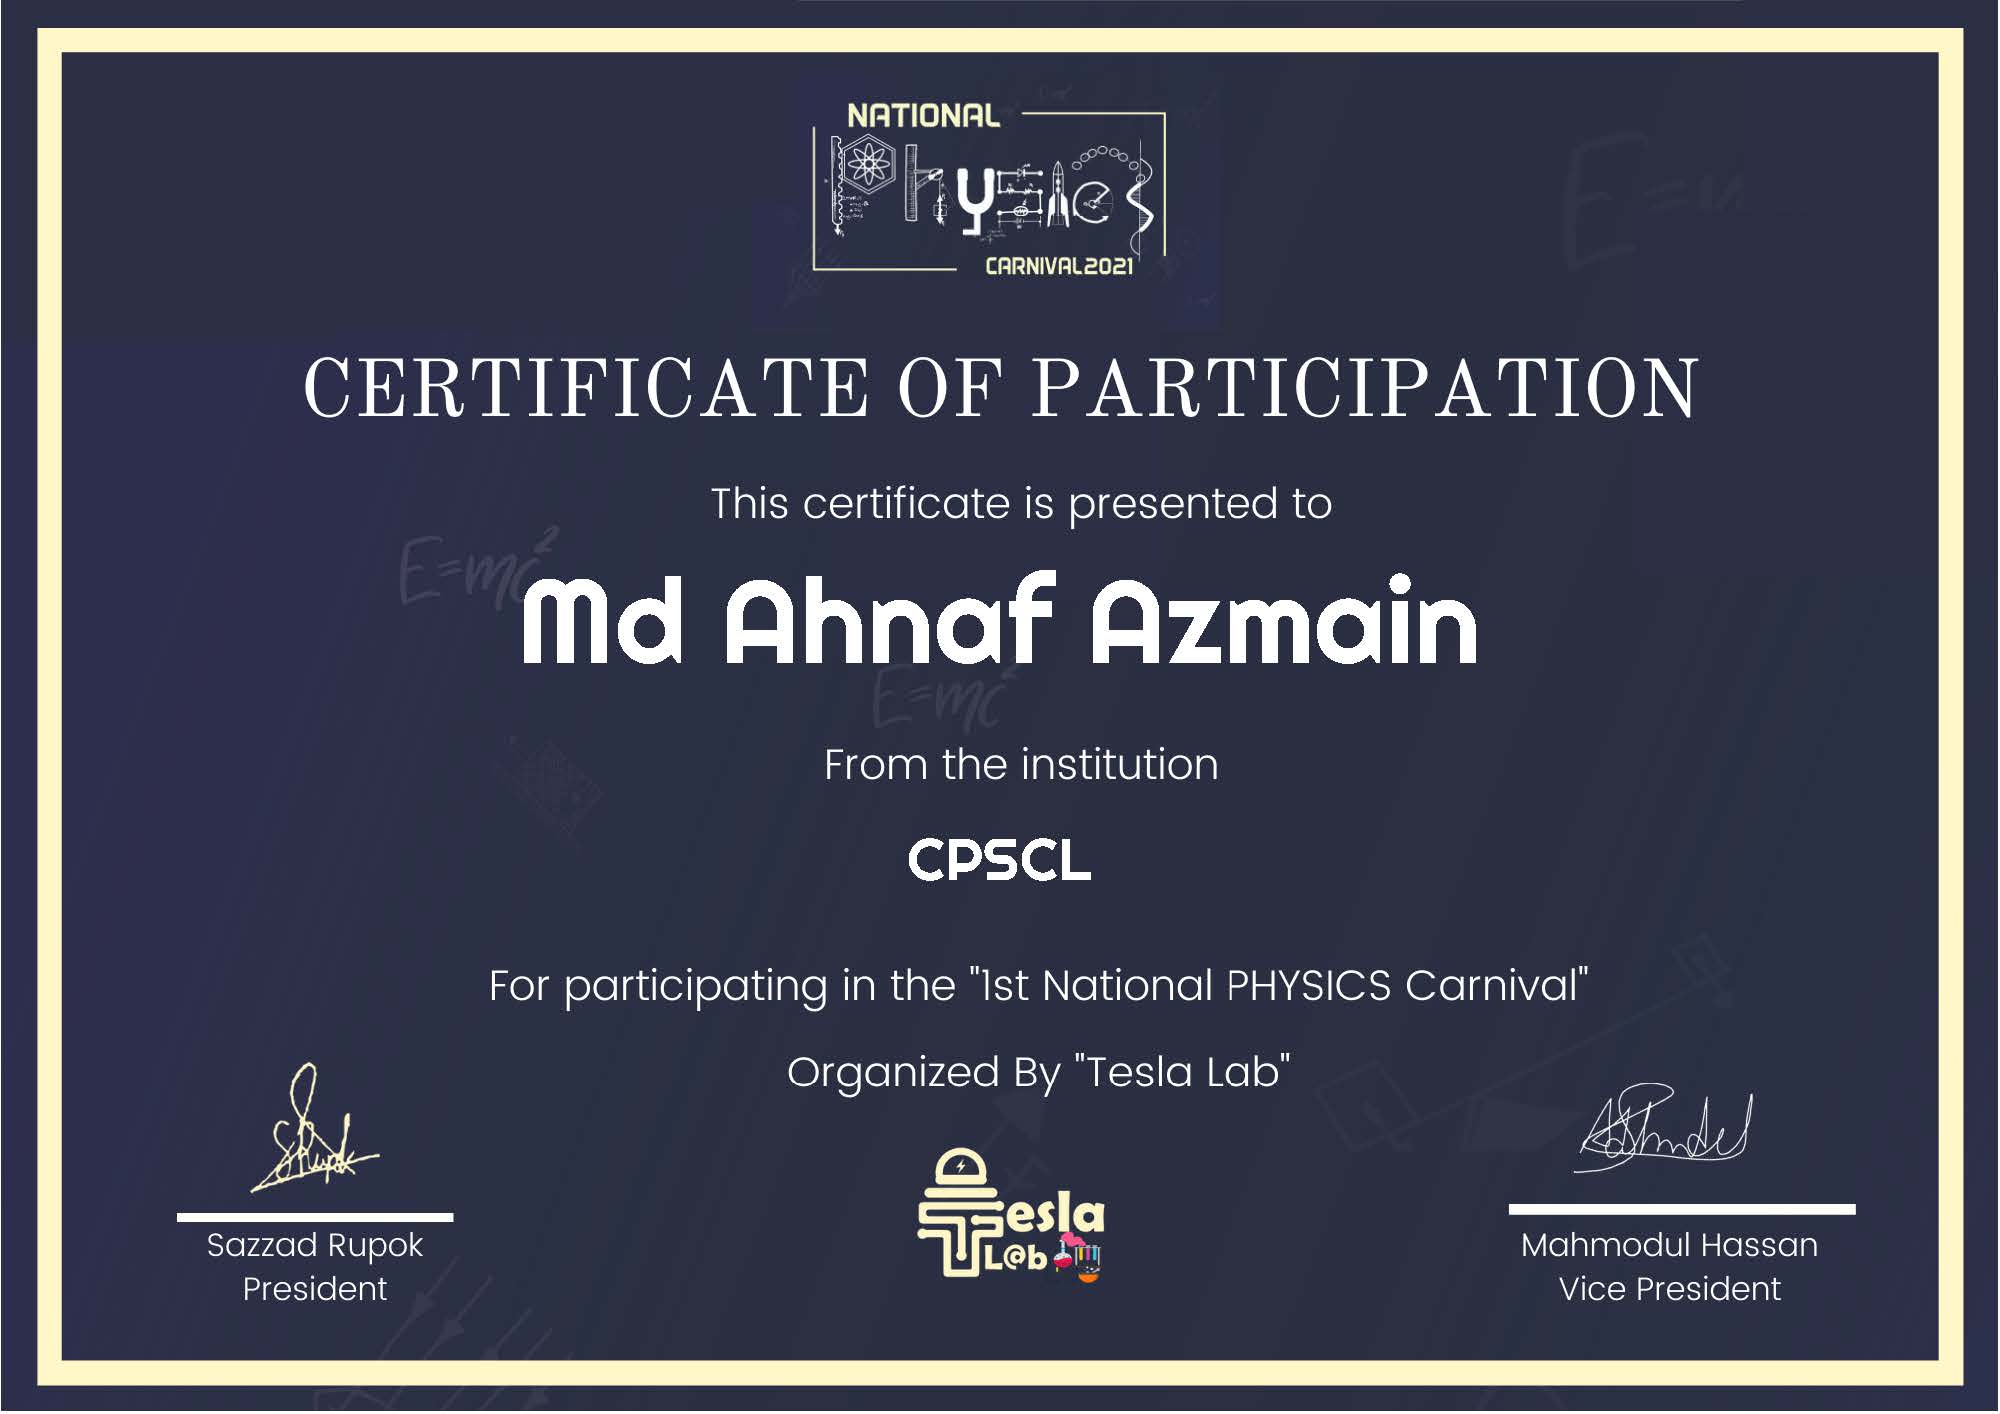 NATIONAL
Physics
CARNIVAL2021
CERTIFICATE OF PARTICIPATION
This certificate is presented to
E=mc²
Md Ahnaf Azmain
E=mc²
From the institution
CPSCL
For participating in the "1st National PHYSICS Carnival"
Organized By "Tesla Lab"
Tesla
L@b
Sazzad Rupok
President
Mahmodul Hassan
Vice President